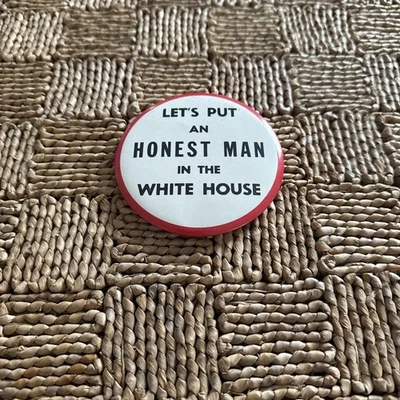 LET'S PUT
AN
HONEST MAN
IN THE
WHITE HOUSE